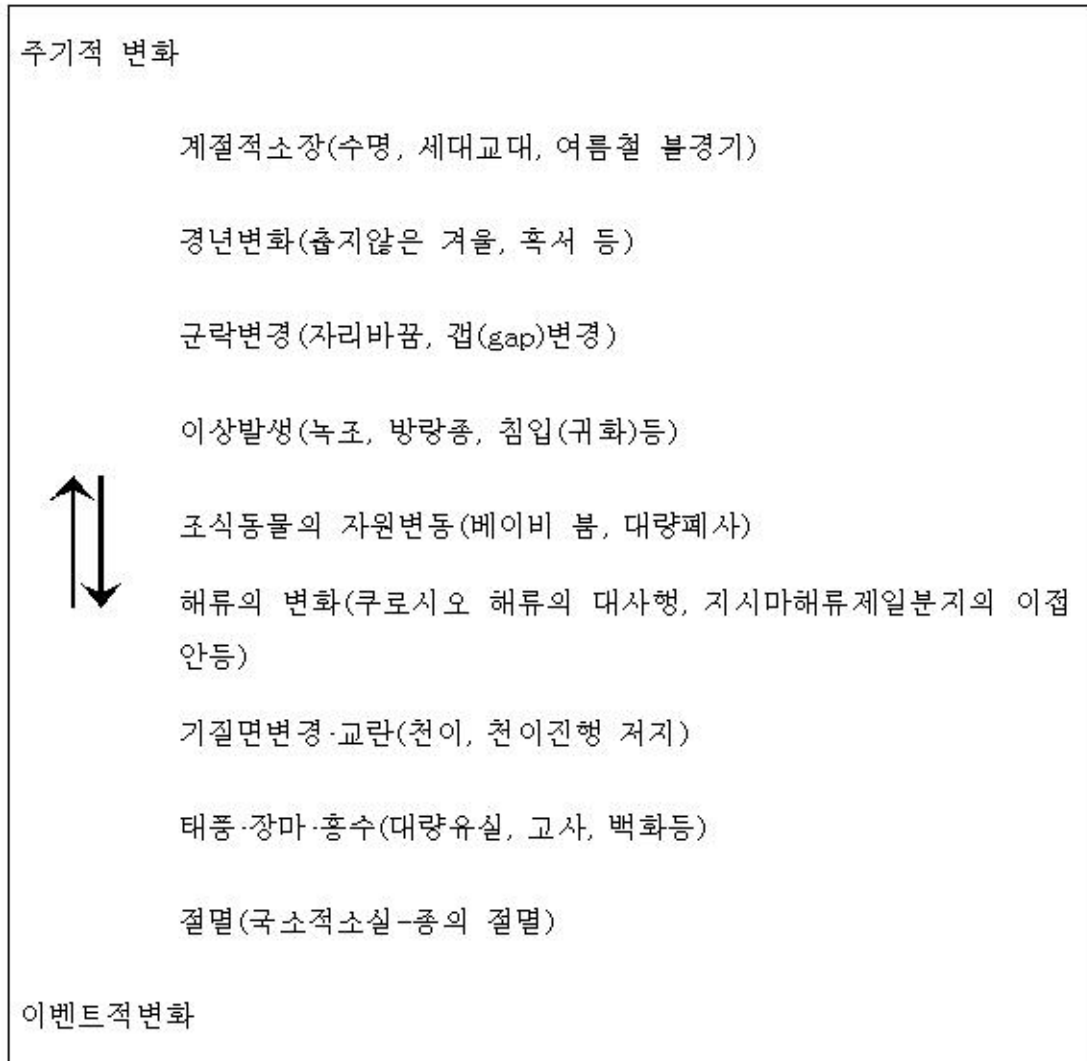 주기적 변화
계절적소장(수명, 세대교대, 여름철 불경기)
경년변화(춥지않은 겨울, 혹서 등)
군락변경(자리바꿈, 갭(gap)변경)
이상발생(녹조, 방랑종, 침입(귀화)등)
조식동물의 자원변동(베이비 붐, 대량폐사)
해류의 변화(쿠로시오 해류의 대사행, 지시마해류제일분지의 이접
안등)
기질면변경·교란(천이, 천이진행 저지)
태풍·장마·홍수(대량유실, 고사, 백화등)
절멸(국소적소실-종의 절멸)
이벤트적변화